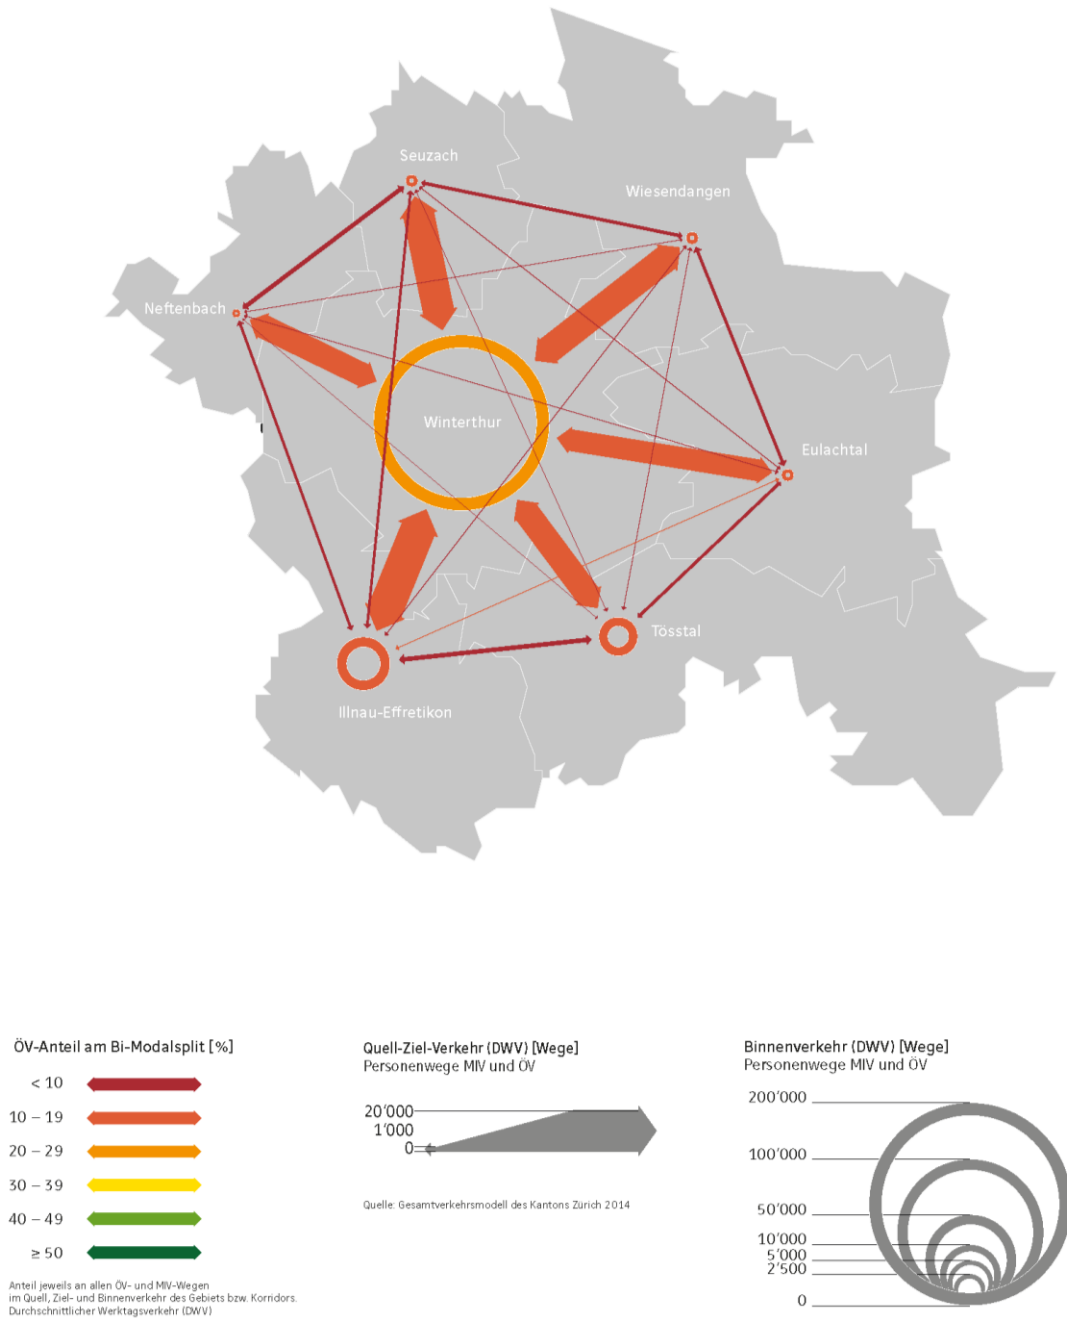 Seuzach
Wiesendangen
Neftenbach
Winterthur
Eulachtal
Tösstal
Illnau-Effretikon
ÖV-Anteil am Bi-Modalsplit [%]
< 10
10 – 19
20 – 29
30 – 39
40 – 49
≥ 50
Anteil jeweils an allen ÖV- und MIV-Wegen
im Quell, Ziel- und Binnenverkehr des Gebiets bzw. Korridors.
Durchschnittlicher Werktagsverkehr (DWV)
Quell-Ziel-Verkehr (DWV) [Wege]
Personenwege MIV und ÖV
20'000
1'000
0
Quelle: Gesamtverkehrsmodell des Kantons Zürich 2014
Binnenverkehr (DWV) [Wege]
Personenwege MIV und ÖV
200'000
100'000
50'000
10'000
5'000
2'500
0